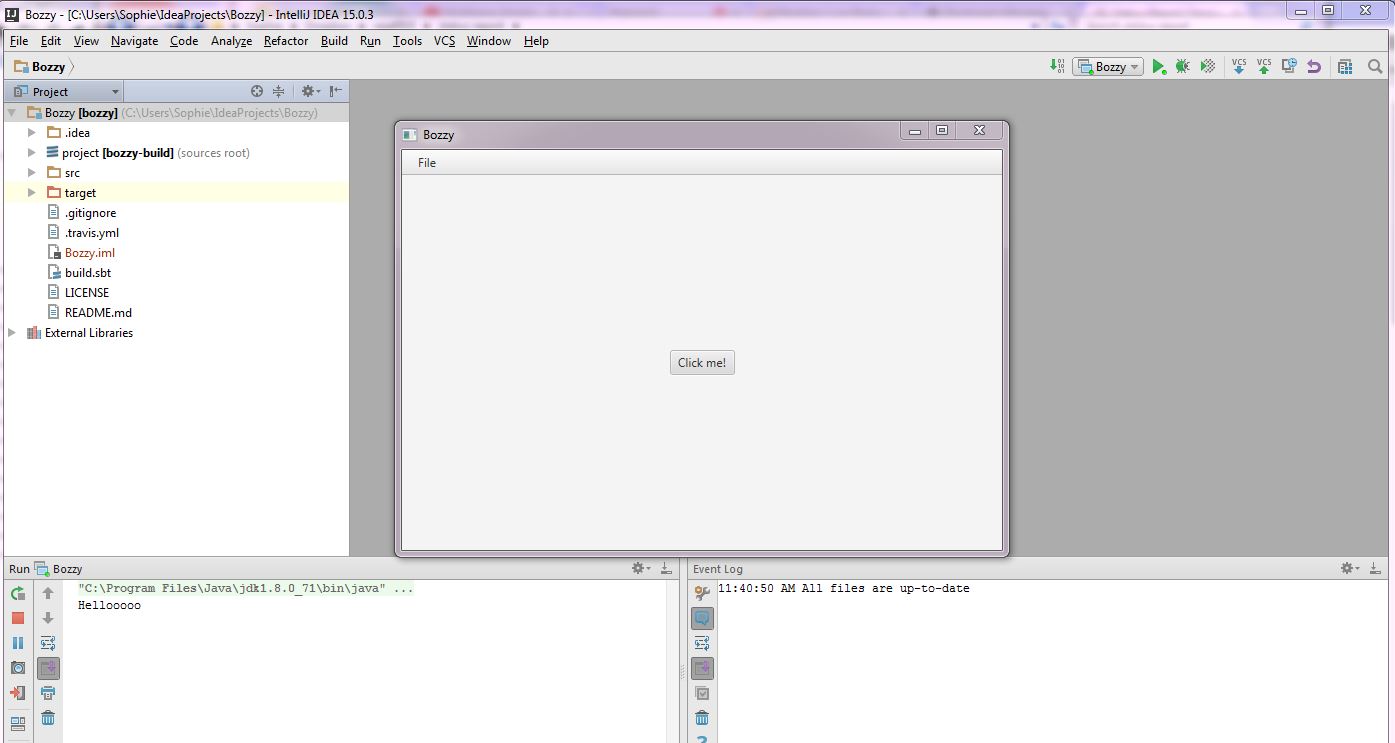 Bozzy - [C:\Users\Sophie\IdeaProjects\Bozzy] - IntelliJ IDEA 15.0.3
File Edit View Navigate Code Analyze Refactor Build Run Tools VCS Window Help
Bozzy
Bozzy
VCS VCS
Project
Bozzy [bozzy] (C:\Users\Sophie\IdeaProjects\Bozzy)
.idea
project [bozzy-build] (sources root)
src
target
.gitignore
.travis.yml
Bozzy.iml
build.sbt
LICENSE
README.md
External Libraries
Bozzy
File
Click me!
Run Bozzy
"C:\Program Files\Java\jdk1.8.0_71\bin\java" ...
Hellooooo
Event Log
11:40:50 AM All files are up-to-date